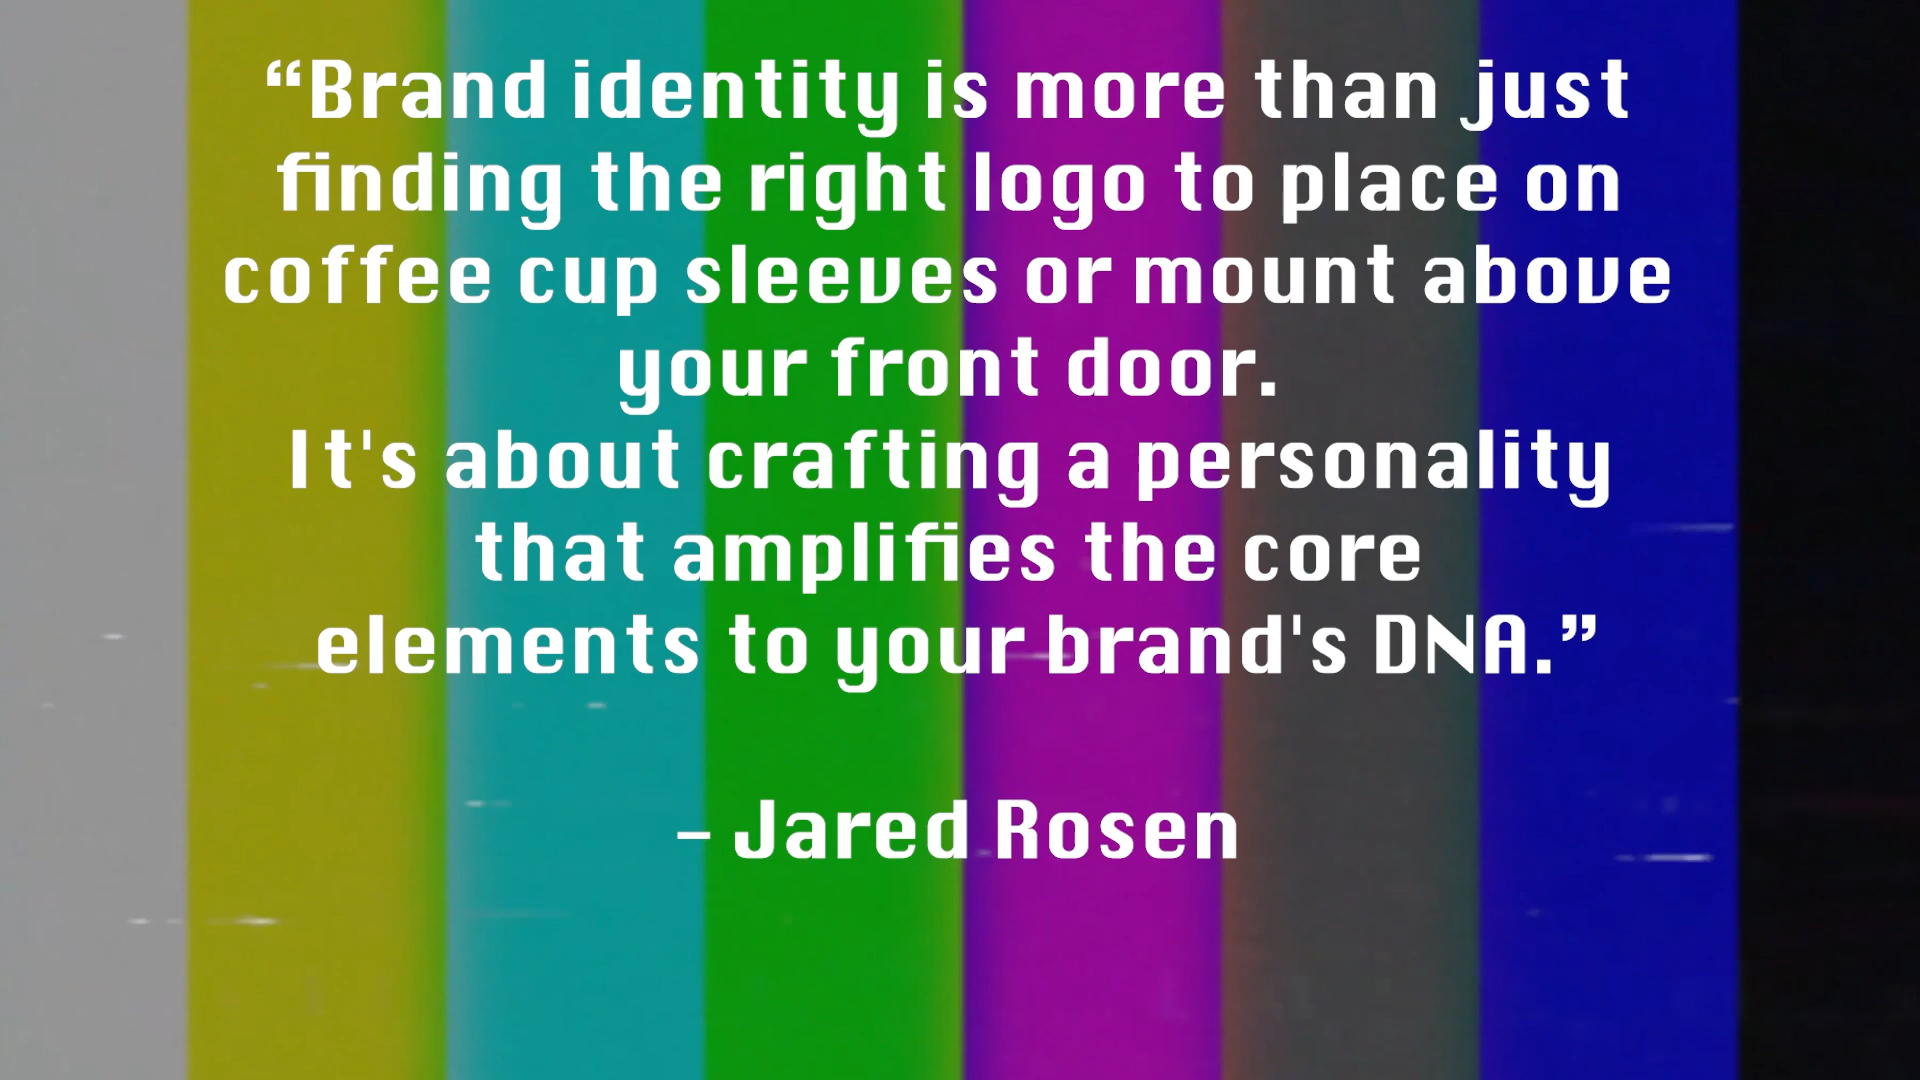 “Brand identity is more than just
finding the right logo to place on
coffee cup sleeves or mount above
your front door.
It's about crafting a personality
that amplifies the core
elements to your brand's DNA.”
– Jared Rosen